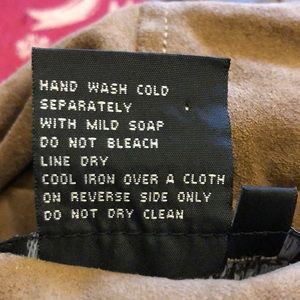 HAND WASH COLD
SEPARATELY
WITH MILD SOAP
DO NOT BLEACH
LINE DRY
COOL IRON OVER A CLOTH
ON REVERSE SIDE ONLY
DO NOT DRY CLEAN